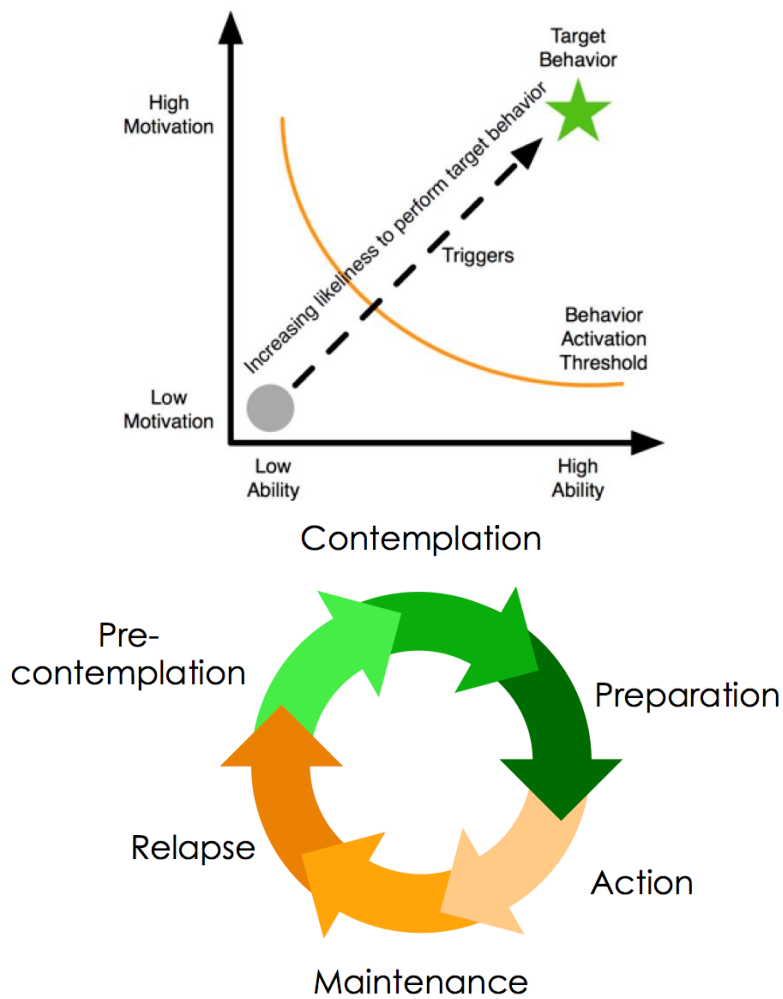 Target
Behavior
High
Motivation
Increasing likeliness to perform target behavior
Triggers
Behavior
Activation
Threshold
Low
Motivation
Low
Ability
High
Ability
Contemplation
Pre-
contemplation
Preparation
Relapse
Action
Maintenance